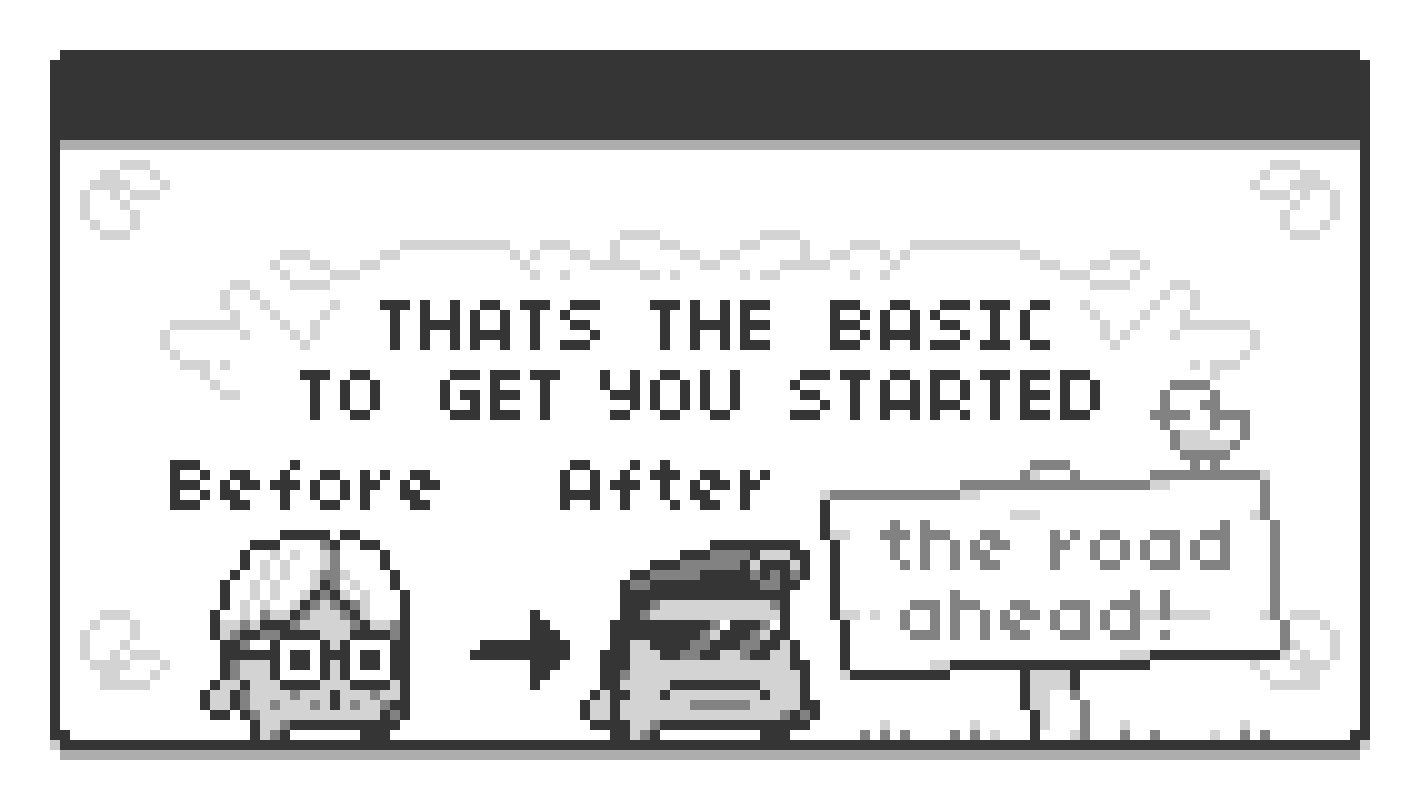 THATS THE BASIC
TO GET YOU STARTED
Before After
the road
ahead!